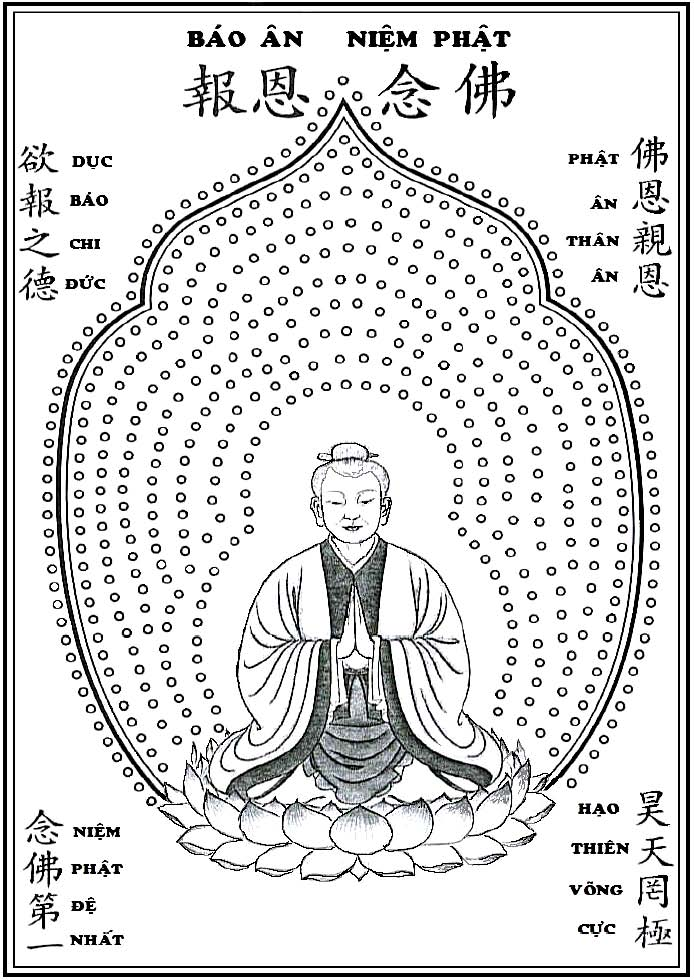 BÁO ÂN NIỆM PHẬT
報恩 念佛
佛恩親恩
PHẬT
ÂN
THÂN
ÂN
昊天罔極
HẠO
THIÊN
VÕNG
CỰC
欲報之德
DỤC
BÁO
CHI
ĐỨC
念佛第一
NIỆM
PHẬT
ĐỆ
NHẤT